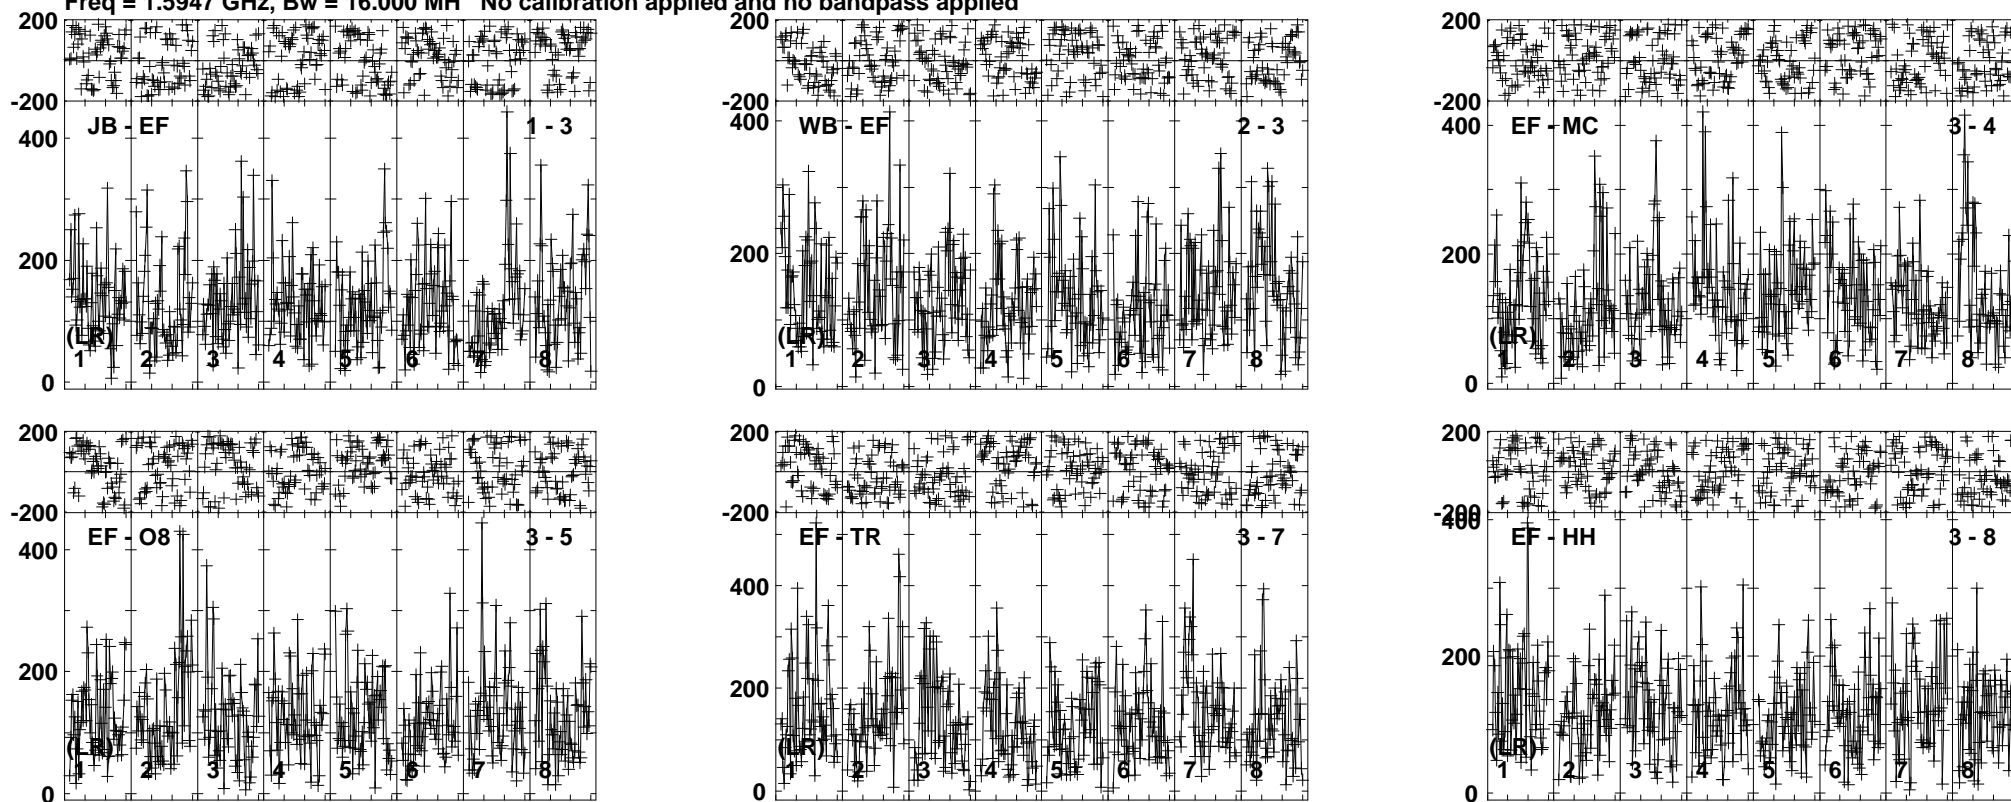 Freq = 1.5947 GHz, Bw = 16.000 MH No calibration applied and no bandpass applied
200
-200
JB - EF 1 - 3
400
200
0
(LR)
1 2 3 4 5 6 7 8
200
-200
WB - EF 2 - 3
400
200
0
(LR)
1 2 3 4 5 6 7 8
200
-200
EF - MC 3 - 4
400
200
0
(LR)
1 2 3 4 5 6 7 8
200
-200
EF - O8 3 - 5
400
200
0
(LR)
1 2 3 4 5 6 7 8
200
-200
EF - TR 3 - 7
400
200
0
(LR)
1 2 3 4 5 6 7 8
200
-200
400
EF - HH 3 - 8
200
0
(LR)
1 2 3 4 5 6 7 8